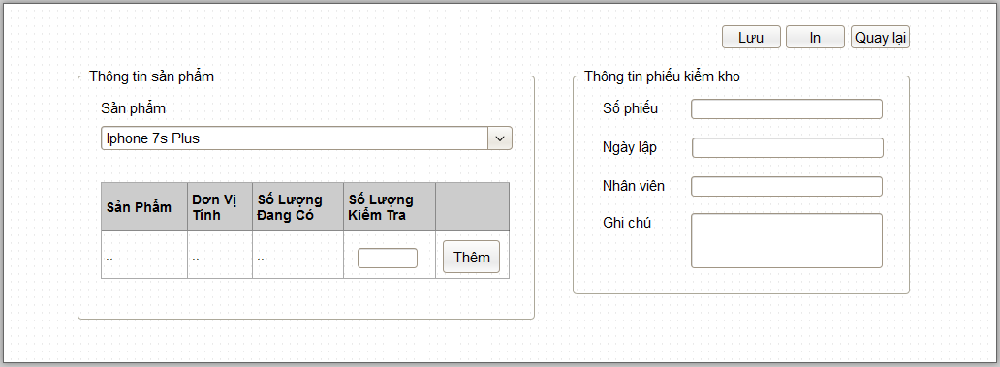 Lưu In Quay lại
Thông tin sản phẩm
Sản phẩm
Iphone 7s Plus
Sản Phẩm Đơn Vị Tính Số Lượng Đang Có Số Lượng Kiểm Tra
.. .. .. Thêm
Thông tin phiếu kiểm kho
Số phiếu
Ngày lập
Nhân viên
Ghi chú